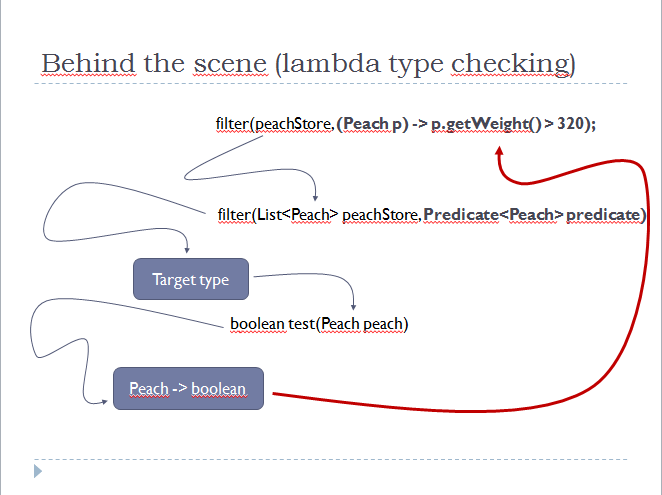 Behind the scene (lambda type checking)
filter(peachStore, (Peach p) -> p.getWeight() > 320);
filter(List<Peach> peachStore, Predicate<Peach> predicate)
Target type
boolean test(Peach peach)
Peach -> boolean